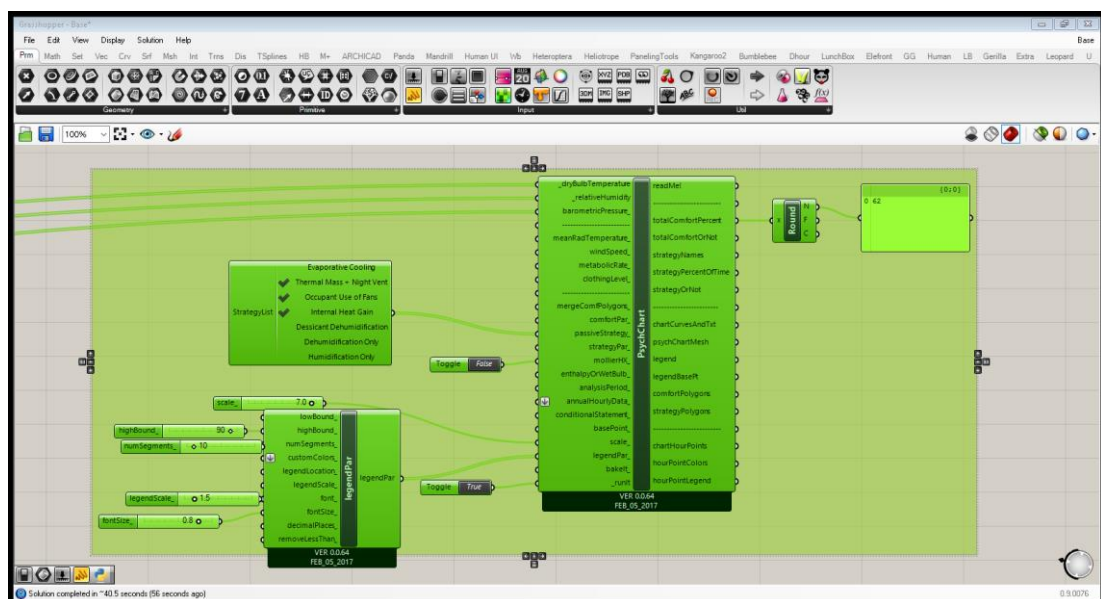 Grasshopper - Base*
File Edit View Display Solution Help
Base
Prm Math Set Vec Crv Srf Msh Int Trns Dis TSplines HB M+ ARCHICAD Panda Mandrill Human UI Wb Heteroptera Heliotrope PanelingTools Kangaroo2 Bumblebee Dhour LunchBox Elefront GG Human LB Gerilla Extra Leopard U
Geometry Primitive Input Util
100%
_dryBulbTemperature
_relativeHumidity
barometricPressure_
--------------------
meanRadTemperature_
windSpeed_
metabolicRate_
clothingLevel_
--------------------
mergeComfPolygons_
comfortPar_
passiveStrategy_
strategyPar_
mollierHX_
enthalpyOrWetBulb_
analysisPeriod_
annualHourlyData_
conditionalStatement_
basePoint_
scale_
legendPar_
bakeIt_
_runIt
PsychChart
readMe!
--------------------
totalComfortPercent
totalComfortOrNot
strategyNames
strategyPercentOfTime
strategyOrNot
--------------------
chartCurvesAndTxt
psychChartMesh
legend
legendBasePt
comfortPolygons
strategyPolygons
--------------------
chartHourPoints
hourPointColors
hourPointLegend
VER 0.0.64
FEB_05_2017
x Round N
F
C
{0;0}
0 62
StrategyList
Evaporative Cooling
Thermal Mass + Night Vent
Occupant Use of Fans
Internal Heat Gain
Dessicant Dehumidification
Dehumidification Only
Humidification Only
Toggle False
scale_ 7.0
highBound_ 90
numSegments_ 10
legendScale_ 1.5
fontSize_ 0.8
lowBound_
highBound_
numSegments_
customColors_
legendLocation_
legendScale_
font_
fontSize_
decimalPlaces_
removeLessThan_
legendPar
legendPar
VER 0.0.64
FEB_05_2017
Toggle True
Solution completed in ~40.5 seconds (56 seconds ago)
0.9.0076